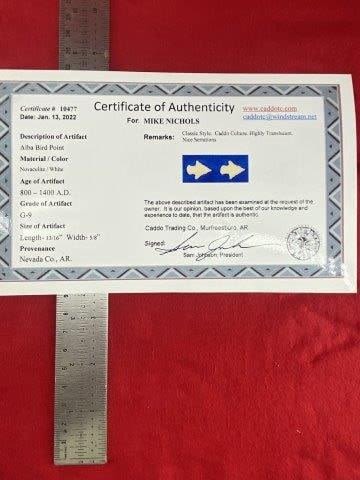 Certificate # 10477
Date: Jan. 13, 2022
Certificate of Authenticity
For MIKE NICHOLS
www.caddotc.com
caddotc@windstream.net
Description of Artifact
Alba Bird Point
Material / Color
Novaculite / White
Age of Artifact
800 – 1400 A.D.
Grade of Artifact
G-9
Size of Artifact
Length- 13/16" Width- 5/8"
Provenance
Nevada Co., AR.
Remarks: Classic Style, Caddo Culture, Highly Translucent,
Nice Serrations
The above described artifact has been examined at the request of the
owner. It is our opinion, based upon the best of our knowledge and
experience to date, that the artifact is authentic.
Caddo Trading Co., Murfreesboro, AR.
Signed:
Sam Johnson, President